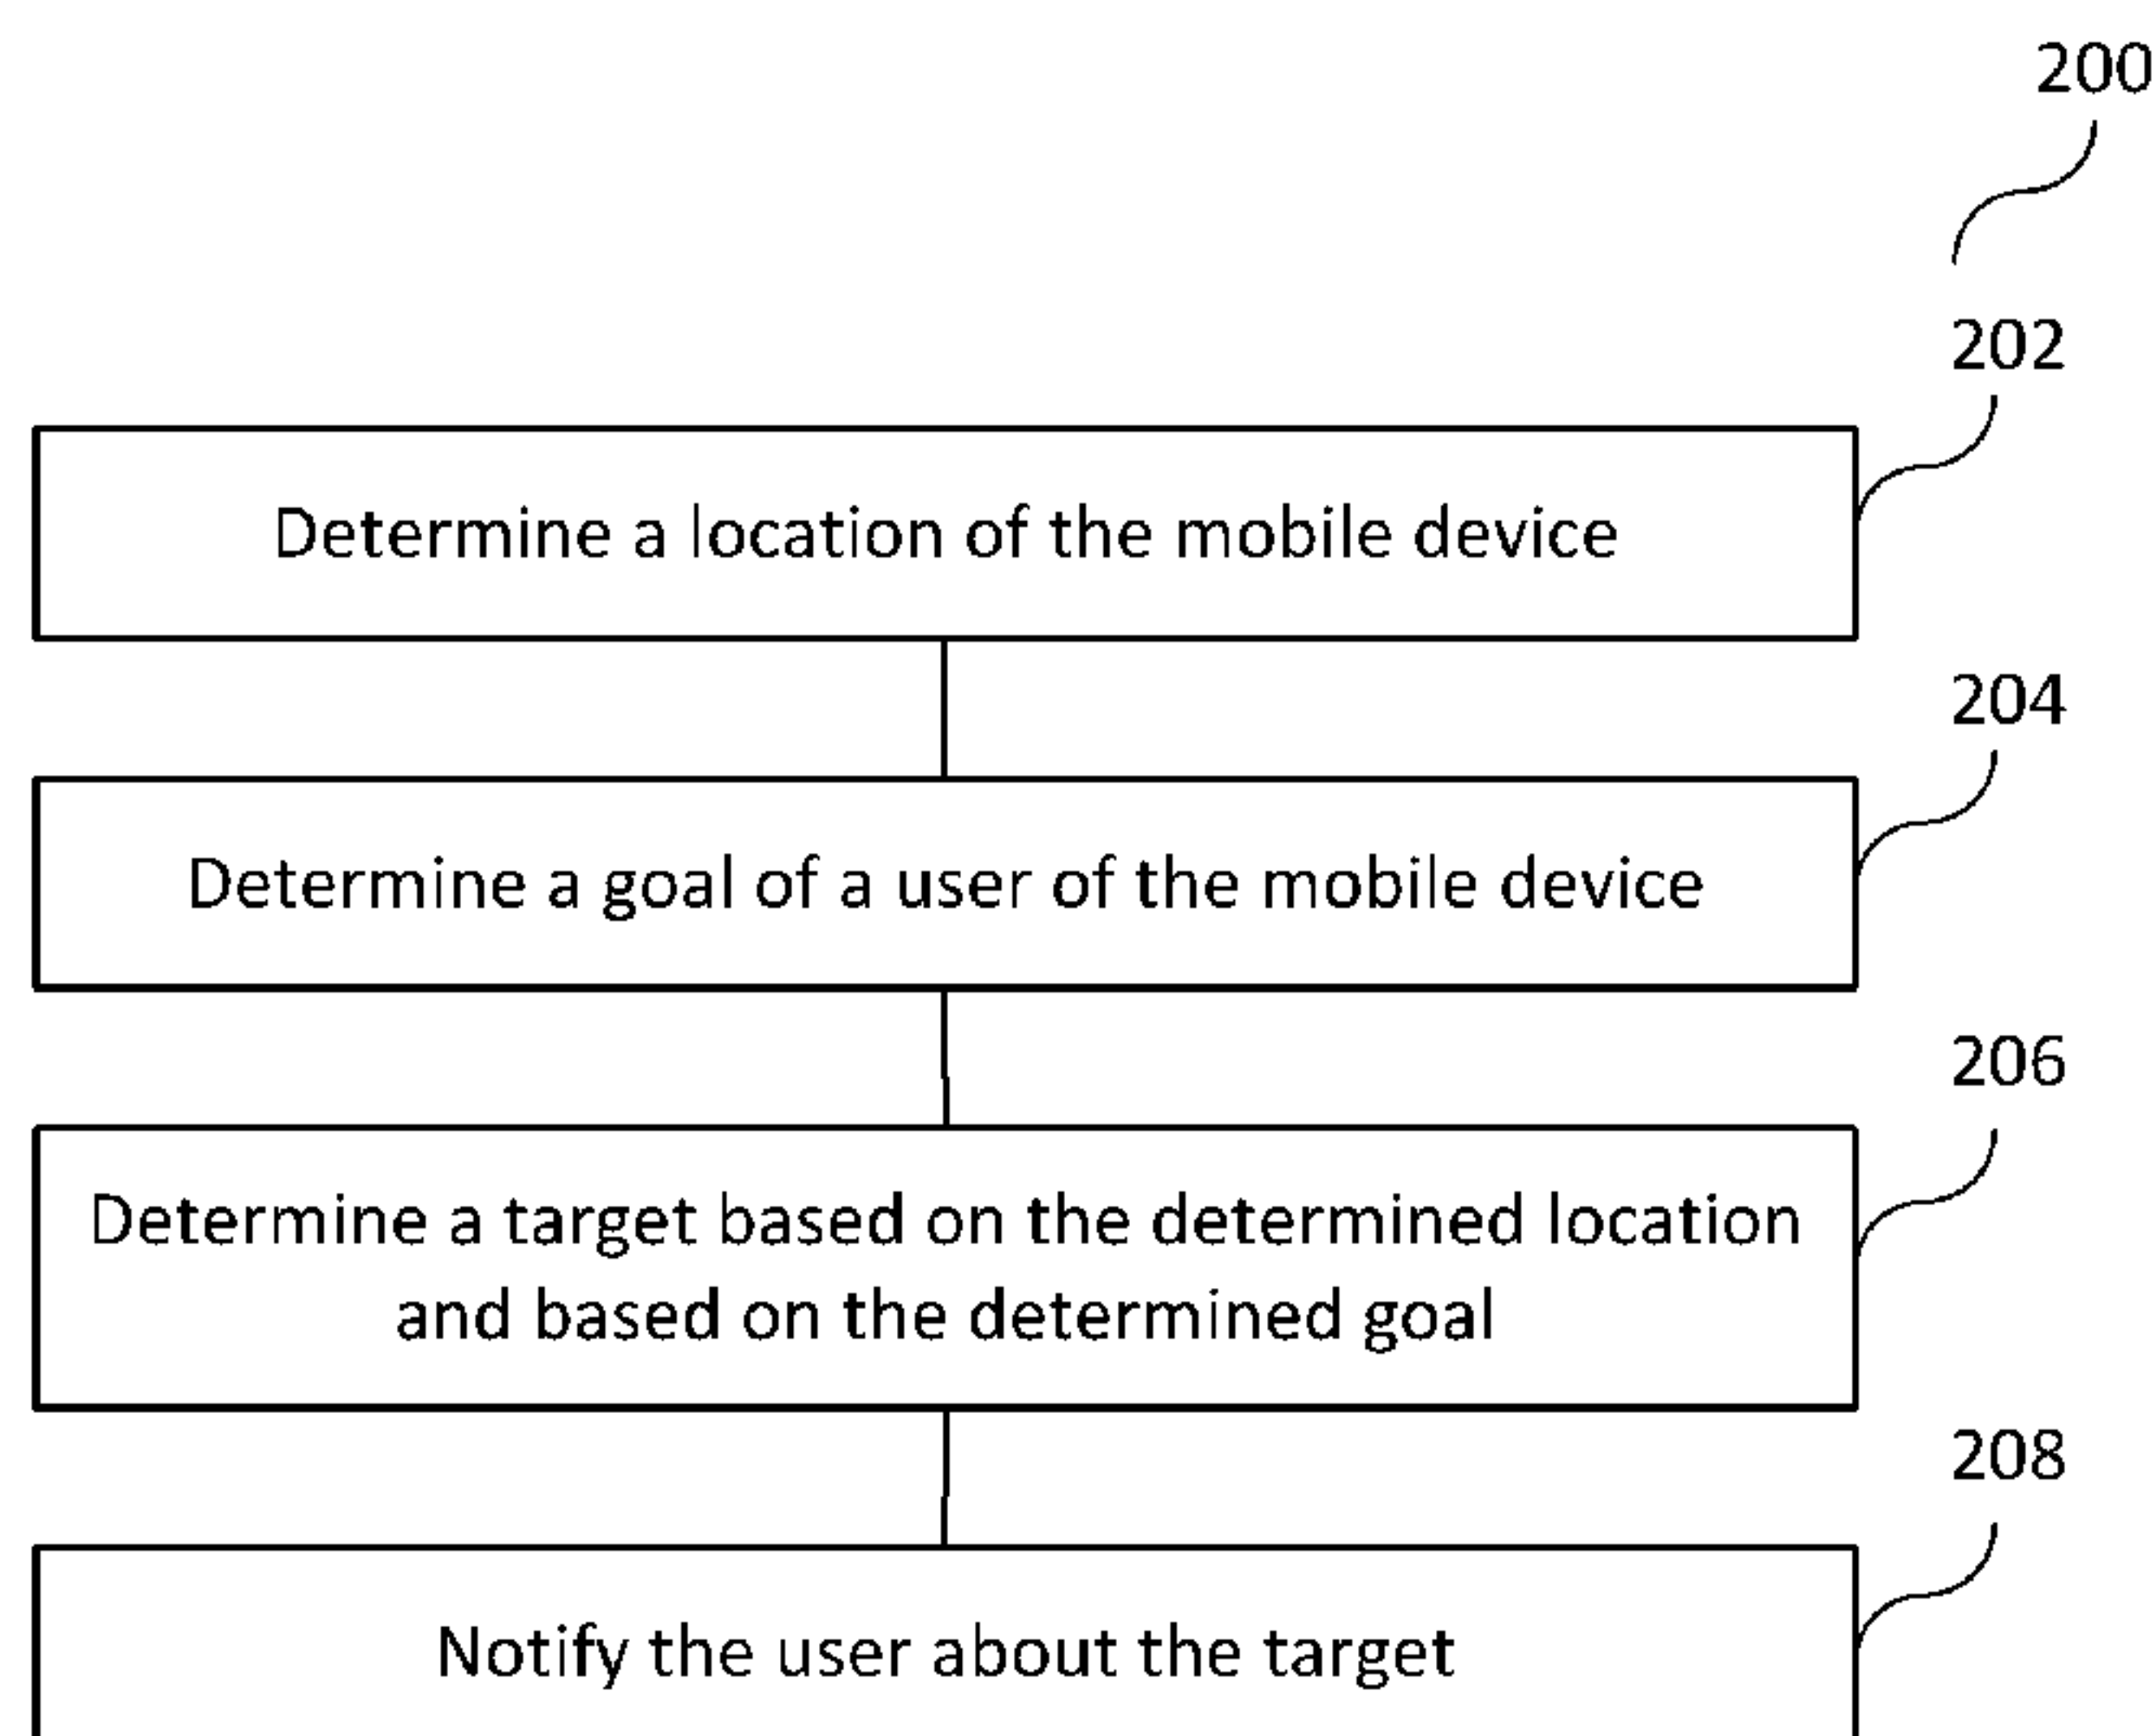 200
202
Determine a location of the mobile device
204
Determine a goal of a user of the mobile device
206
Determine a target based on the determined location
and based on the determined goal
208
Notify the user about the target